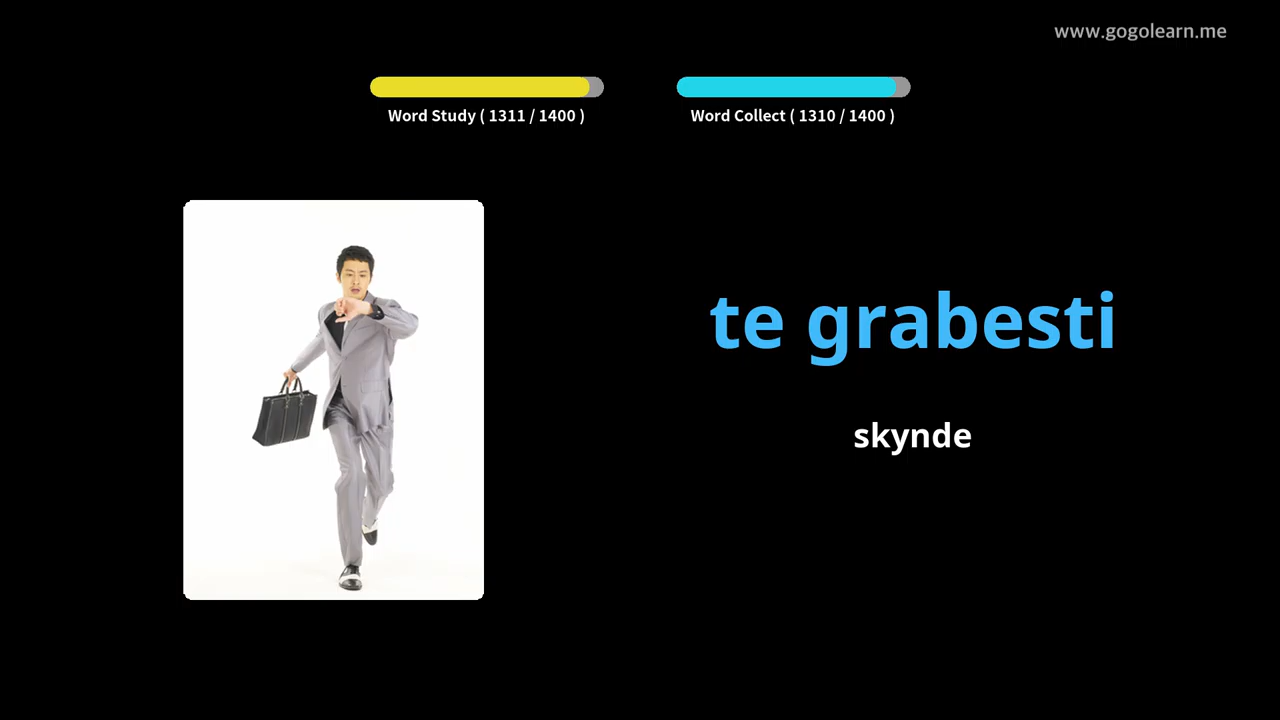 www.gogolearn.me
Word Study ( 1311 / 1400 )
Word Collect ( 1310 / 1400 )
te grabesti
skynde